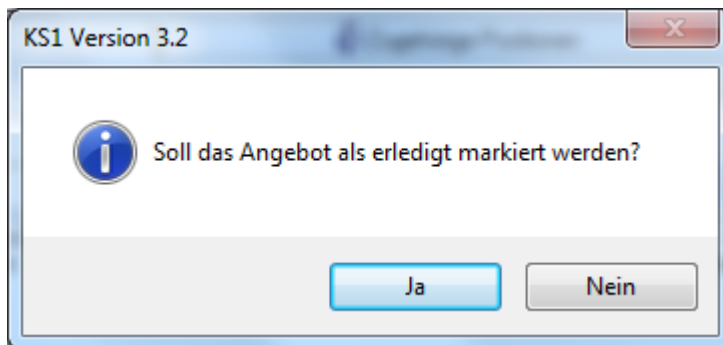 KS1 Version 3.2
Soll das Angebot als erledigt markiert werden?
Ja
Nein